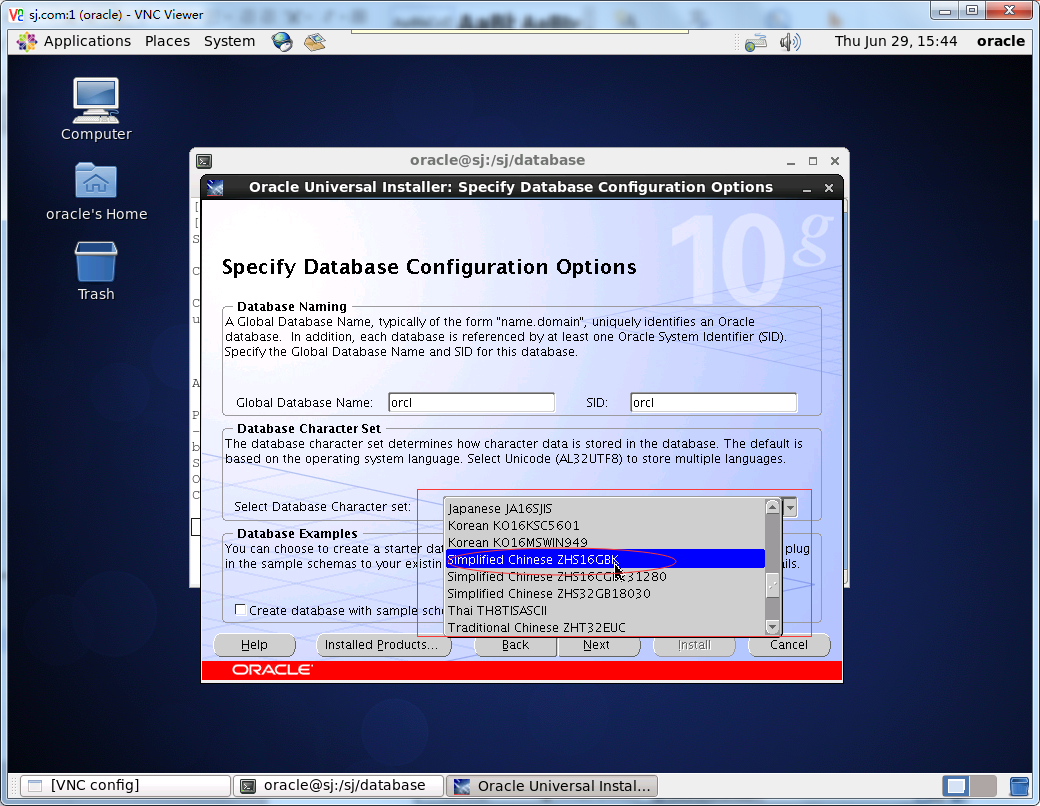 sj.com:1 (oracle) - VNC Viewer
Applications Places System Thu Jun 29, 15:44 oracle
Computer
oracle's Home
Trash
oracle@sj:/sj/database
Oracle Universal Installer: Specify Database Configuration Options
10g
Specify Database Configuration Options
Database Naming
A Global Database Name, typically of the form "name.domain", uniquely identifies an Oracle
database. In addition, each database is referenced by at least one Oracle System Identifier (SID).
Specify the Global Database Name and SID for this database.
Global Database Name: orcl SID: orcl
Database Character Set
The database character set determines how character data is stored in the database. The default is
based on the operating system language. Select Unicode (AL32UTF8) to store multiple languages.
Select Database Character set:
Japanese JA16SJIS
Korean KO16KSC5601
Korean KO16MSWIN949
Simplified Chinese ZHS16GBK
Simplified Chinese ZHS16CGB231280
Simplified Chinese ZHS32GB18030
Thai TH8TISASCII
Traditional Chinese ZHT32EUC
Database Examples
You can choose to create a starter plug
in the sample schemas to your
Create database with sample
Help Installed Products... Back Next Install Cancel
ORACLE
[VNC config] oracle@sj:/sj/database Oracle Universal Instal...